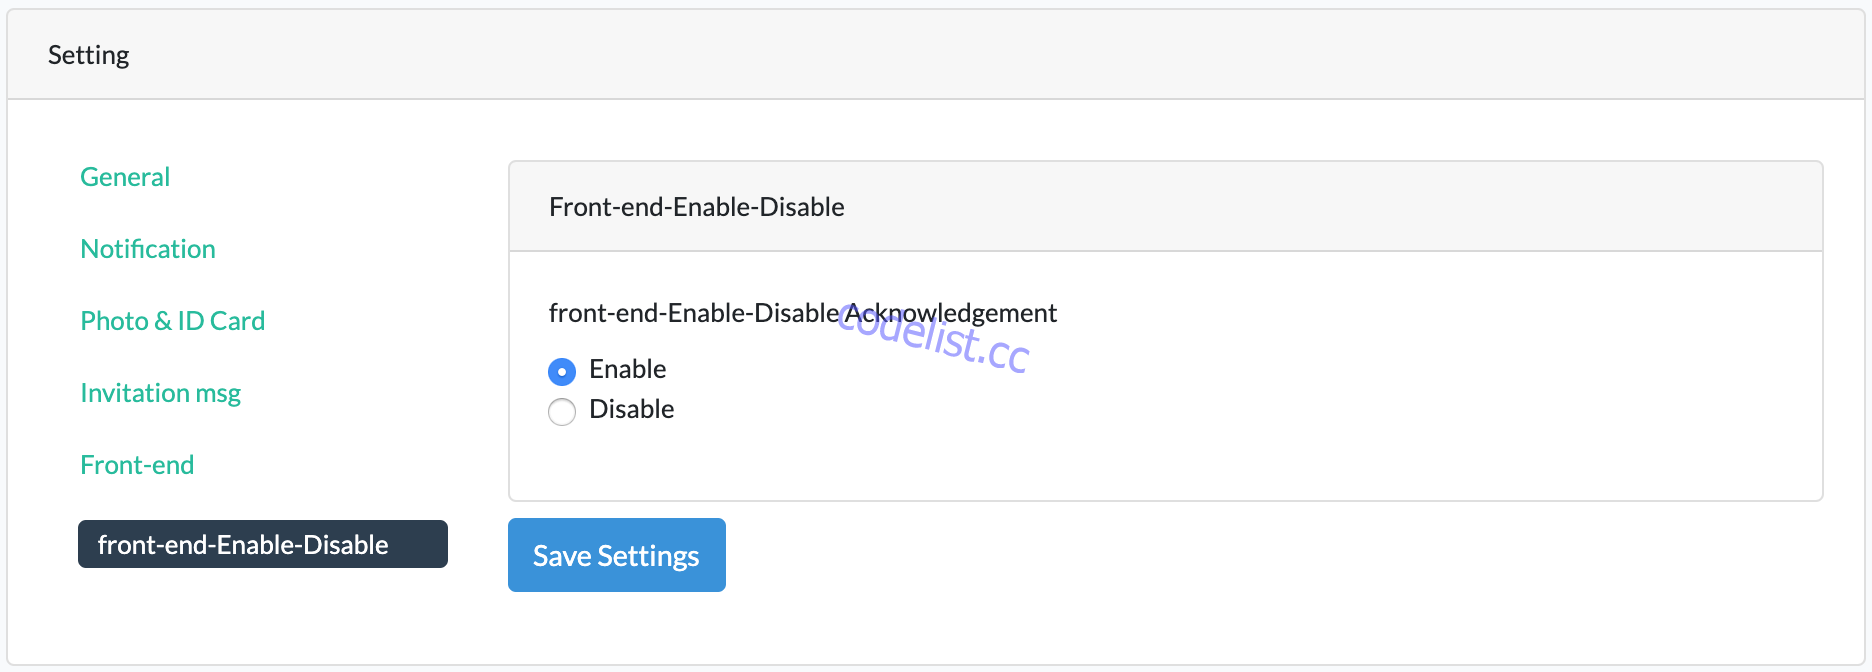 Setting
General
Notification
Photo & ID Card
Invitation msg
Front-end
front-end-Enable-Disable
Front-end-Enable-Disable
front-end-Enable-Disable Acknowledgement
codelist.cc
Enable
Disable
Save Settings